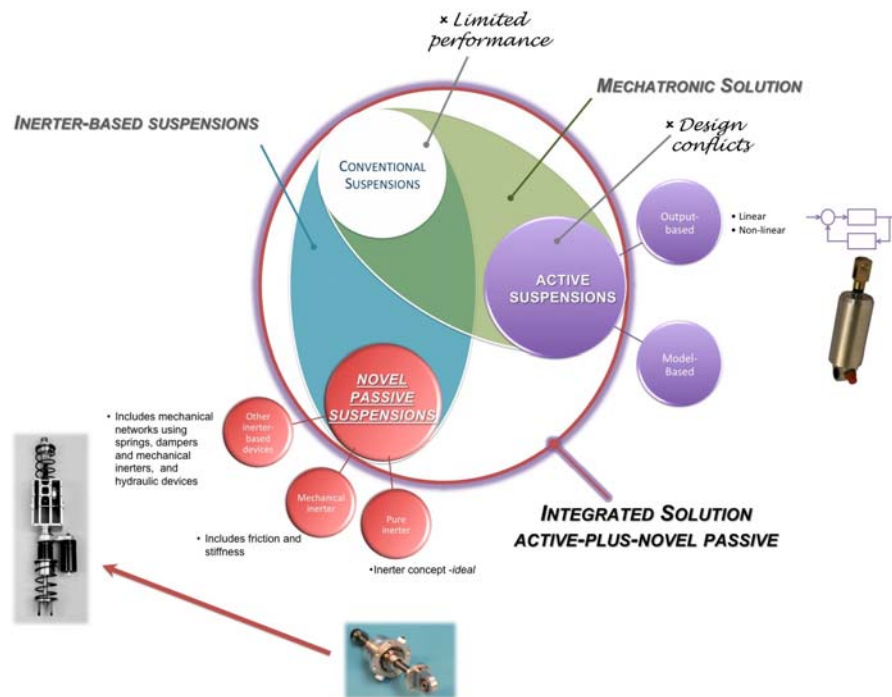 × Limited
performance
MECHATRONIC SOLUTION
INERTER-BASED SUSPENSIONS
× Design
conflicts
CONVENTIONAL
SUSPENSIONS
Output-
based
• Linear
• Non-linear
ACTIVE
SUSPENSIONS
Model-
Based
NOVEL
PASSIVE
SUSPENSIONS
• Includes mechanical
networks using
springs, dampers
and mechanical
inerters, and
hydraulic devices
Other
inerter-
based
devices
Mechanical
inerter
Pure
inerter
• Includes friction and
stiffness
•Inerter concept -ideal
INTEGRATED SOLUTION
ACTIVE-PLUS-NOVEL PASSIVE